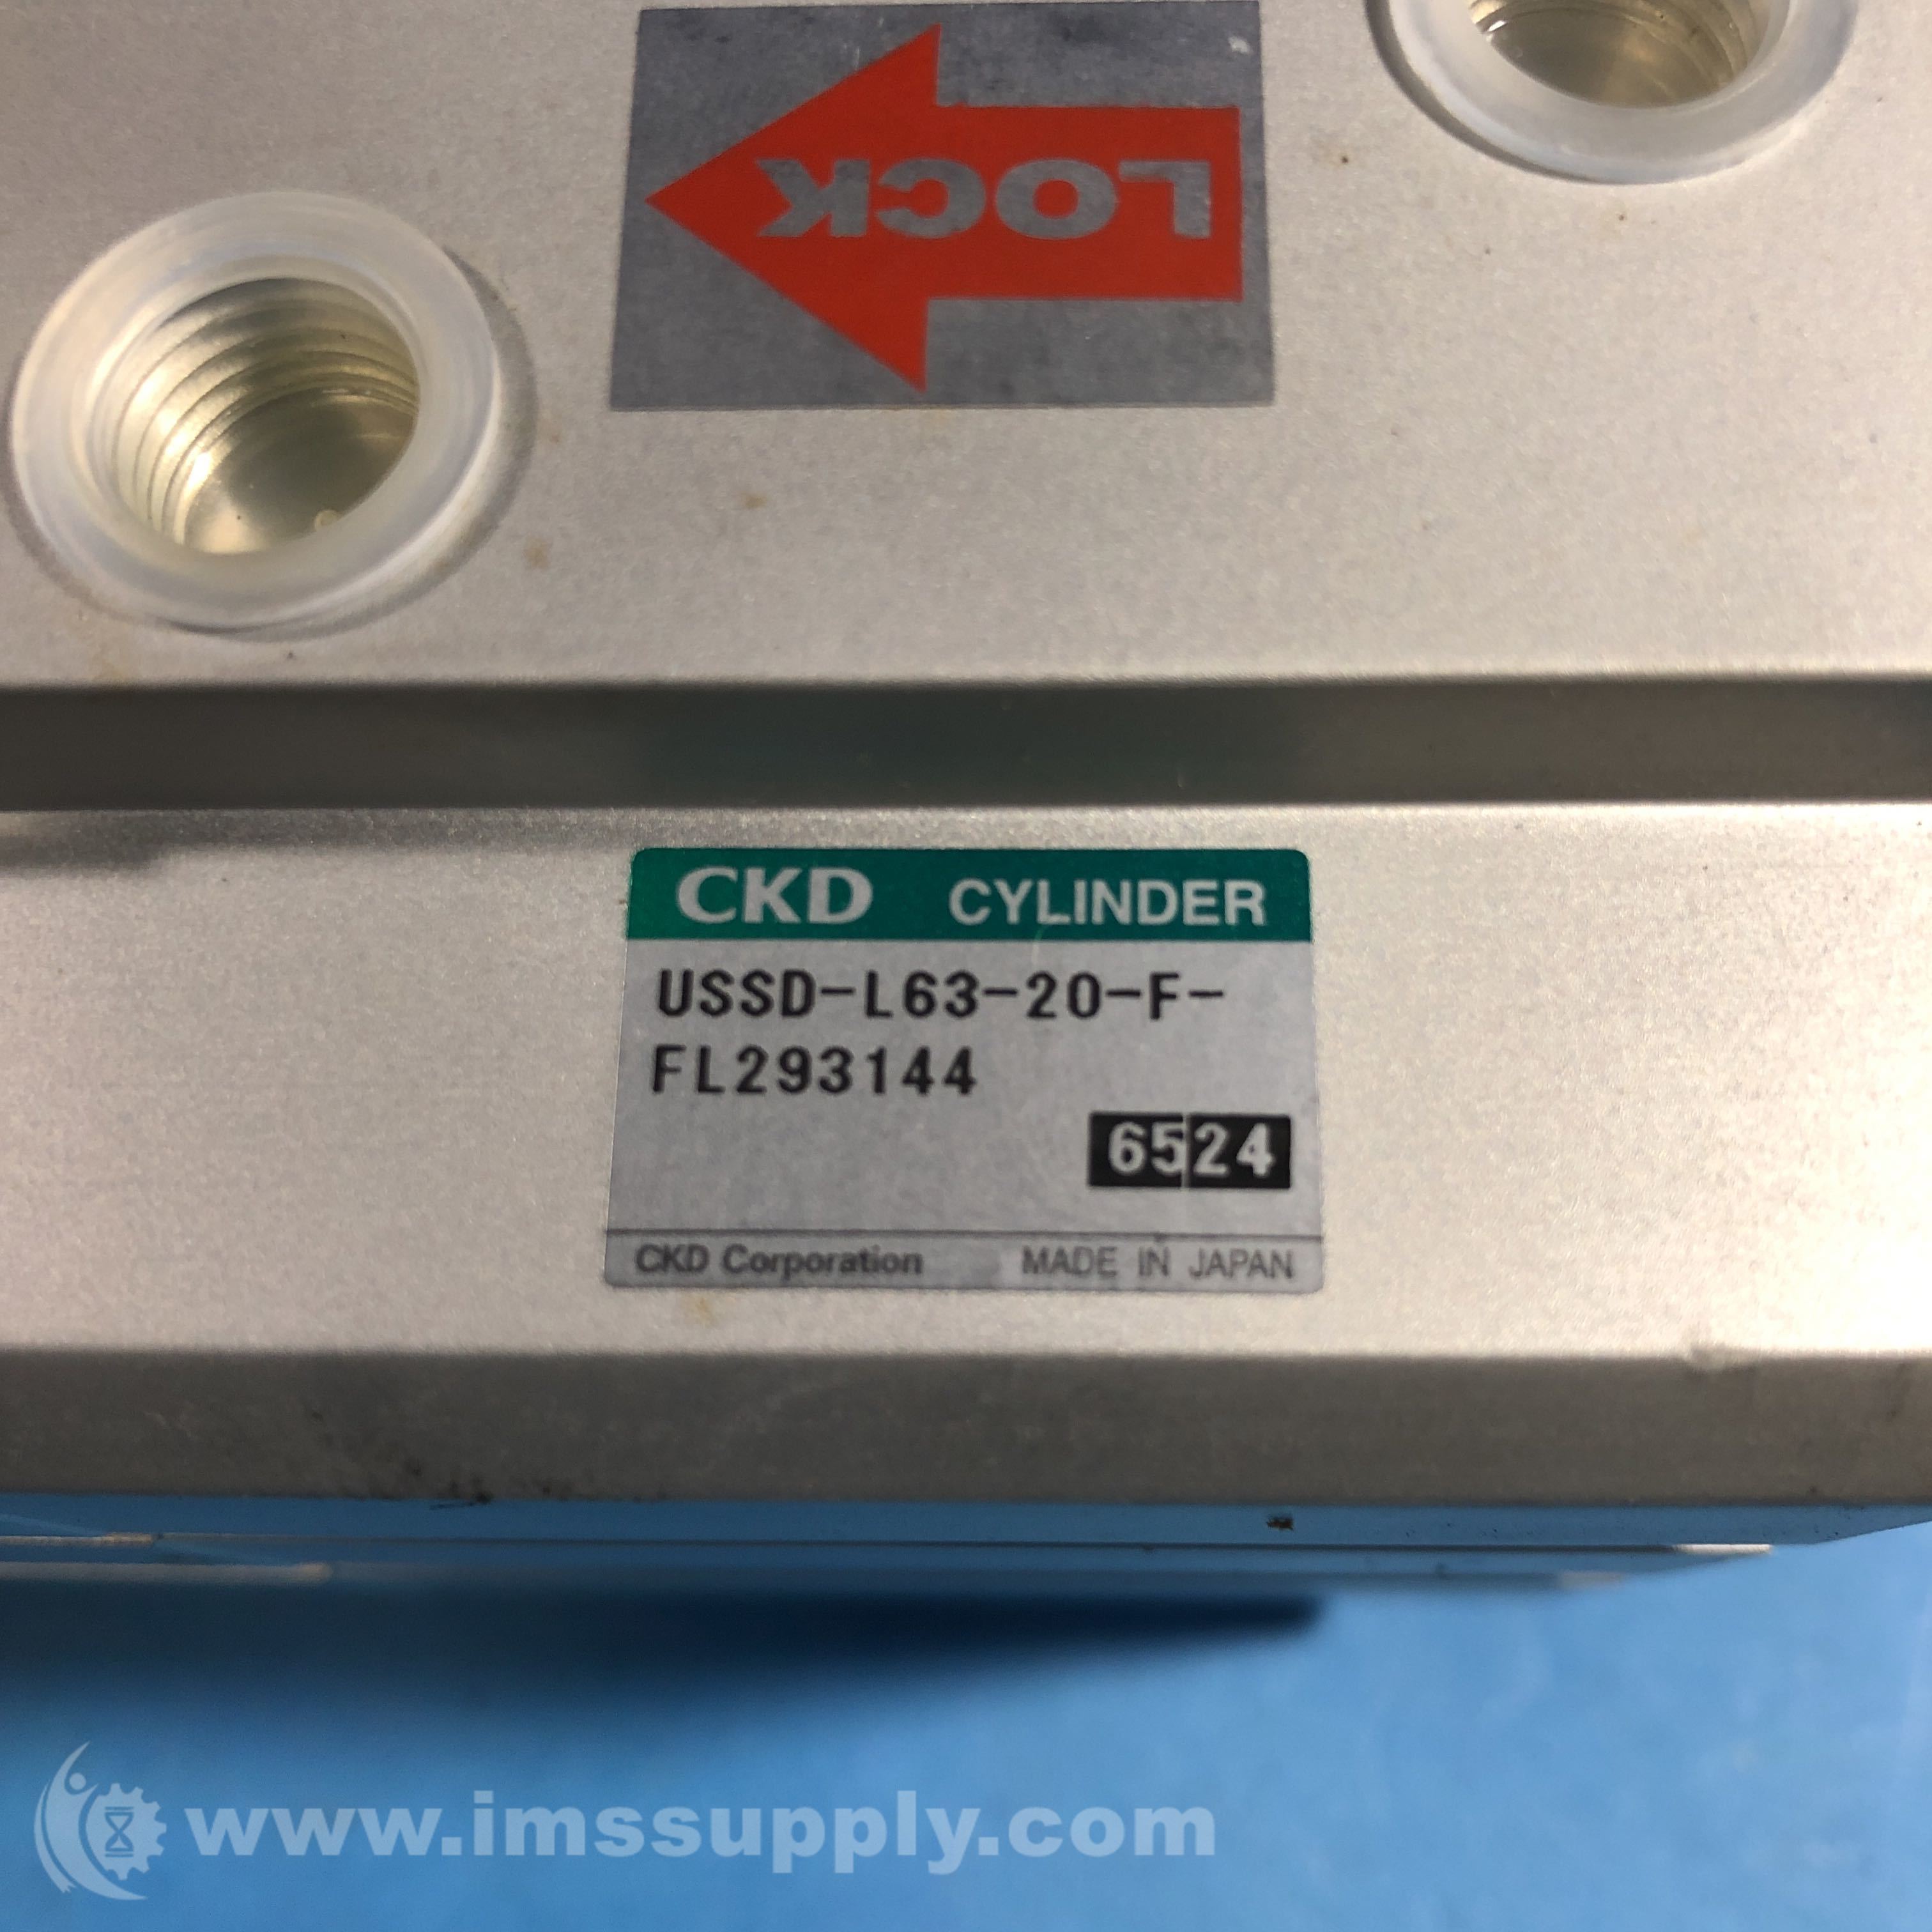 LOCK
CKD CYLINDER
USSD-L63-20-F-
FL293144
6524
CKD Corporation MADE IN JAPAN
www.imssupply.com